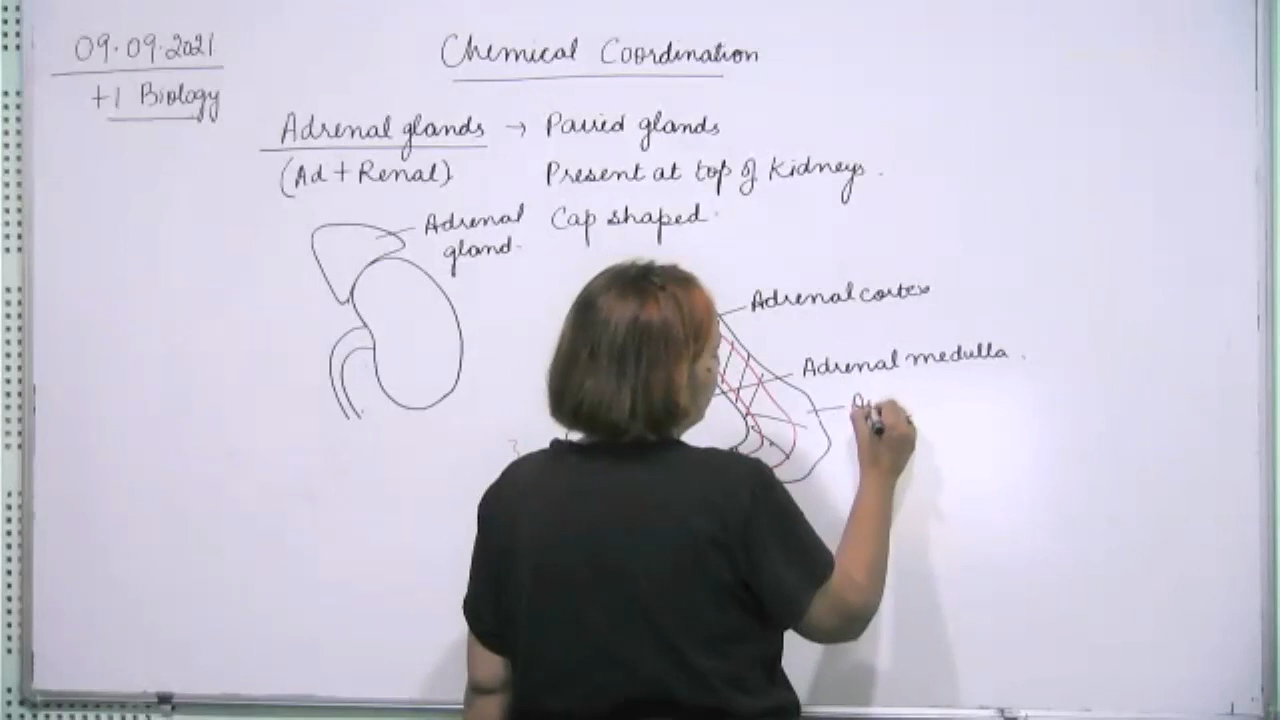 09.09.2021
+1 Biology
Chemical Coordination
Adrenal glands → Paired glands
(Ad + Renal) Present at top of Kidneys.
Cap shaped.
Adrenal
gland.
Adrenal cortex
Adrenal medulla.